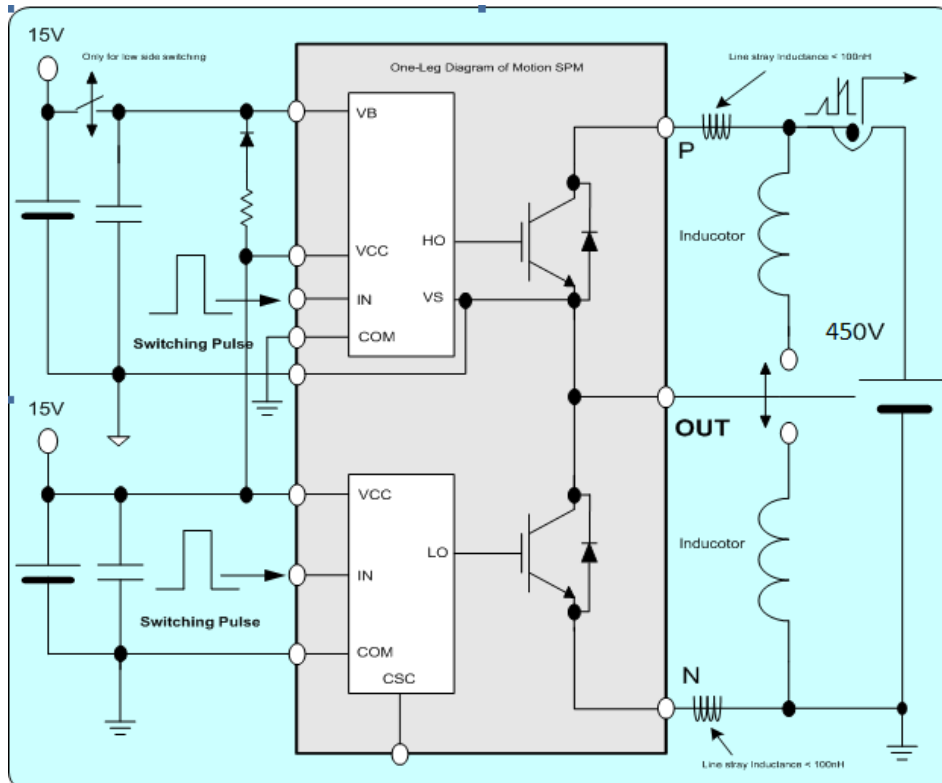 15V
Only for low side switching
One-Leg Diagram of Motion SPM
Line stray Inductance < 100nH
VB
P
VCC
HO
Inducotor
IN
VS
Switching Pulse
COM
450V
15V
OUT
VCC
LO
Inducotor
IN
Switching Pulse
COM
CSC
N
Line stray Inductance < 100nH